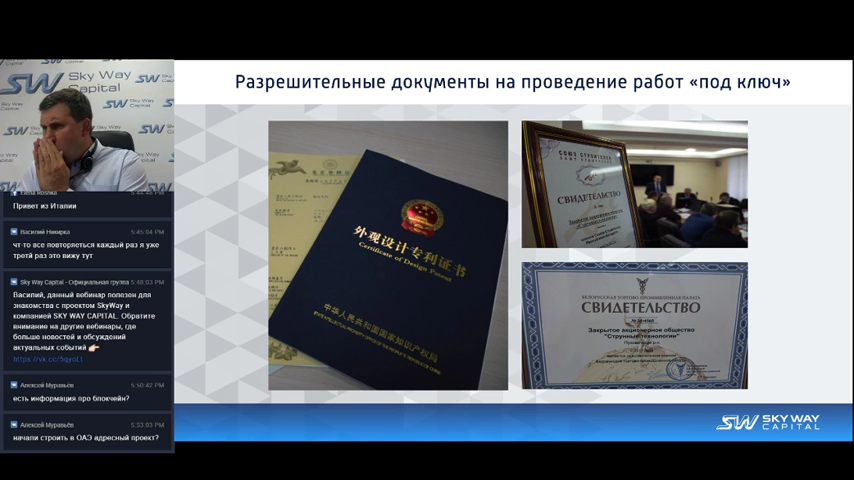 Разрешительные документы на проведение работ «под ключ»
Sky Way
Capital
Привет из Италии
Василий Нивирка 5:45:04 PM
чт-то все повторяеться каждый раз я уже
третй раз это вижу тут
Sky Way Capital - Официальная группа 5:48:03 PM
Василий, данный вебинар полезен для
знакомства с проектом SkyWay и
компанией SKY WAY CAPITAL. Обратите
внимание на другие вебинары, где
больше новостей и обсуждений
актуальных событий
Алексей Муравьёв 5:50:42 PM
есть информация про блокчейн?
Алексей Муравьёв 5:53:03 PM
начали строить в ОАЭ адресный проект?
外观设计专利证书
Certificate of Design Patent
中华人民共和国国家知识产权局
СВИДЕТЕЛЬСТВО
БЕЛОРУССКАЯ ТОРГОВО-ПРОМЫШЛЕННАЯ ПАЛАТА
СВИДЕТЕЛЬСТВО
Закрытое акционерное общество
"Струнные технологии"
SW SKY WAY
CAPITAL